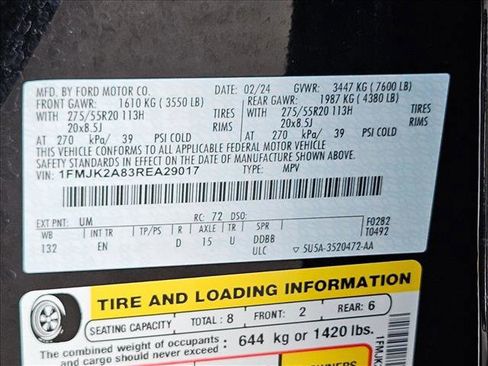 MFD. BY FORD MOTOR CO. 02/24 GVWR: 3447 KG (7600 LB)
FRONT GAWR: 1610 KG (3550 LB) REAR GAWR: 1987 KG (4380 LB)
WITH 275/55R20 113H TIRES WITH 275/55R20 113H TIRES
20x8.5J RIMS 20x8.5J RIMS
AT 270 kPa/ 39 PSI COLD AT 270 kPa/ 39 PSI COLD
THIS VEHICLE CONFORMS TO ALL APPLICABLE FEDERAL MOTOR VEHICLE
SAFETY STANDARDS IN EFFECT ON THE DATE OF MANUFACTURE SHOWN ABOVE.
VIN: 1FMJK2A83REA29017 TYPE: MPV
EXT PNT: UM RC: 72 DSO: F0282
WB INT TR TP/PS R AXLE TR SPR T0492
132 EN D 15 U DDBB
ULC 5U5A-3520472-AA
TIRE AND LOADING INFORMATION
SEATING CAPACITY TOTAL: 8 FRONT: 2 REAR: 6
The combined weight of occupants
and cargo should never exceed: 644 kg or 1420 lbs.
1FMJK